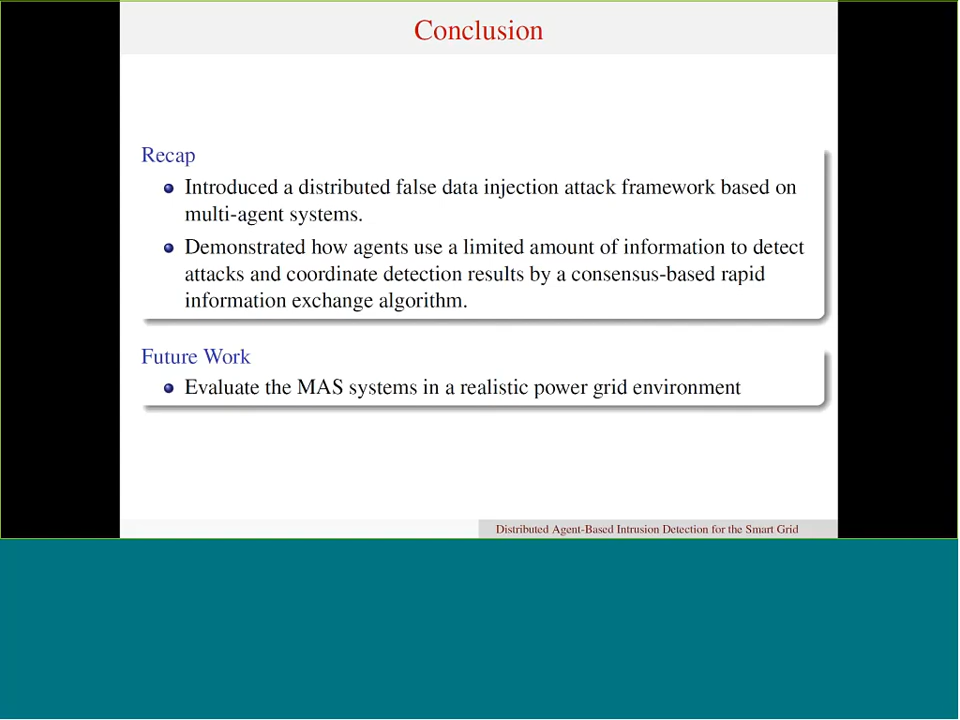 Conclusion
Recap
Introduced a distributed false data injection attack framework based on
multi-agent systems.
Demonstrated how agents use a limited amount of information to detect
attacks and coordinate detection results by a consensus-based rapid
information exchange algorithm.
Future Work
Evaluate the MAS systems in a realistic power grid environment
Distributed Agent-Based Intrusion Detection for the Smart Grid